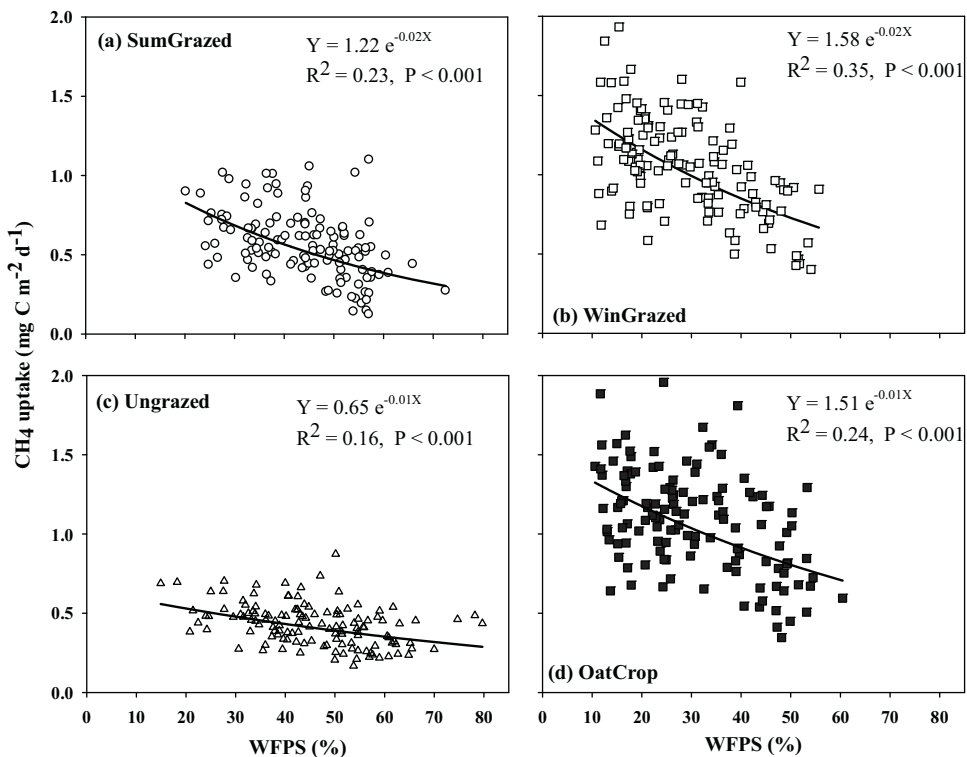 CH4 uptake (mg C m-2 d-1)
(a) SumGrazed
Y = 1.22 e-0.02X
R2 = 0.23, P < 0.001
2.0
1.5
1.0
0.5
0.0
Y = 1.58 e-0.02X
R2 = 0.35, P < 0.001
(b) WinGrazed
(c) Ungrazed
Y = 0.65 e-0.01X
R2 = 0.16, P < 0.001
2.0
1.5
1.0
0.5
0.0
0 10 20 30 40 50 60 70 80
WFPS (%)
Y = 1.51 e-0.01X
R2 = 0.24, P < 0.001
(d) OatCrop
0 10 20 30 40 50 60 70 80
WFPS (%)